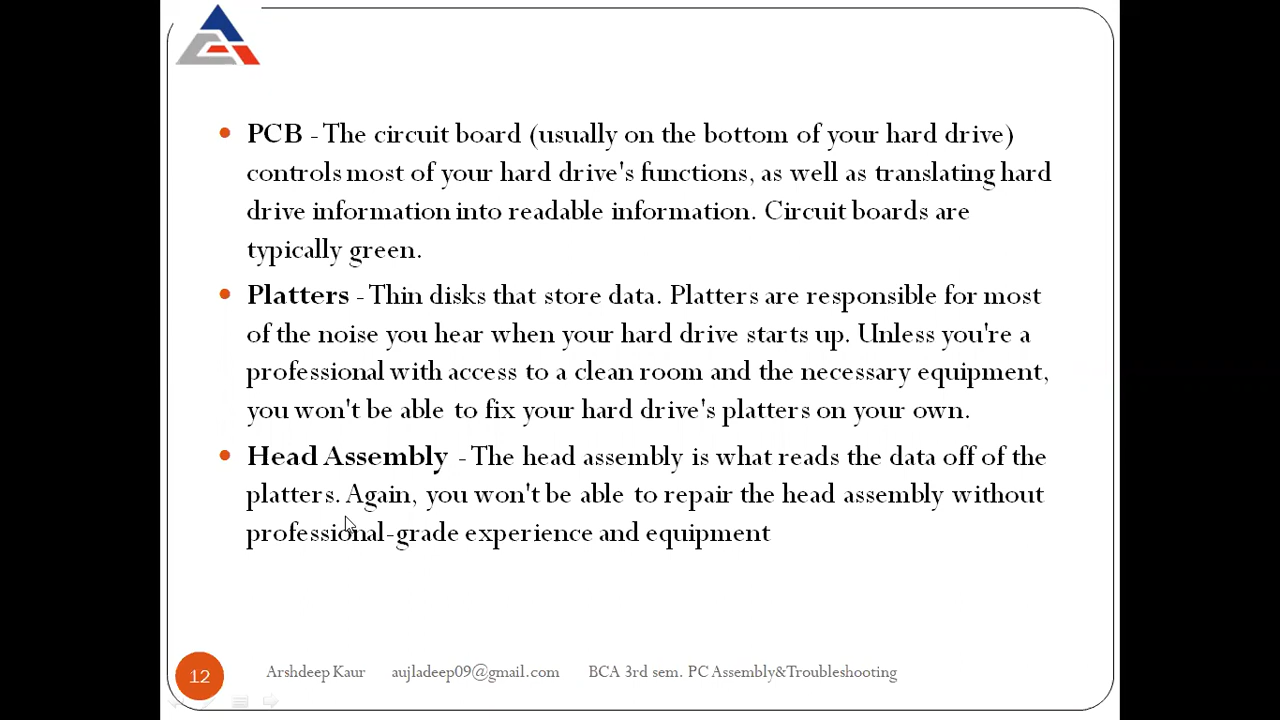 PCB - The circuit board (usually on the bottom of your hard drive)
controls most of your hard drive's functions, as well as translating hard
drive information into readable information. Circuit boards are
typically green.
Platters - Thin disks that store data. Platters are responsible for most
of the noise you hear when your hard drive starts up. Unless you're a
professional with access to a clean room and the necessary equipment,
you won't be able to fix your hard drive's platters on your own.
Head Assembly - The head assembly is what reads the data off of the
platters. Again, you won't be able to repair the head assembly without
professional-grade experience and equipment
12 Arshdeep Kaur aujladeep09@gmail.com BCA 3rd sem. PC Assembly&Troubleshooting